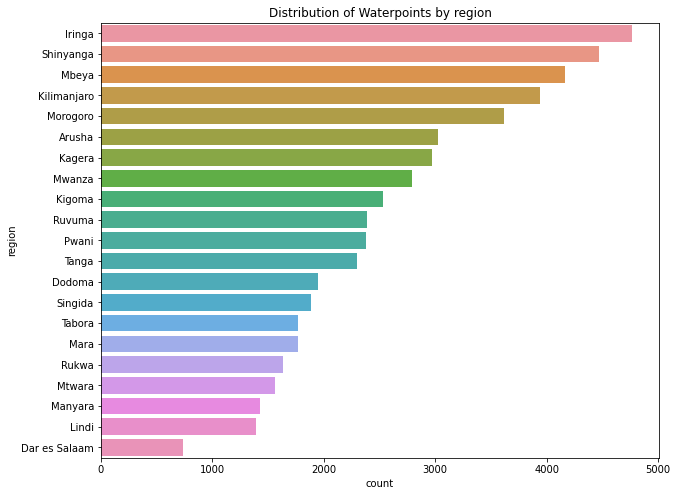 Distribution of Waterpoints by region
region
Iringa
Shinyanga
Mbeya
Kilimanjaro
Morogoro
Arusha
Kagera
Mwanza
Kigoma
Ruvuma
Pwani
Tanga
Dodoma
Singida
Tabora
Mara
Rukwa
Mtwara
Manyara
Lindi
Dar es Salaam
0 1000 2000 3000 4000 5000
count